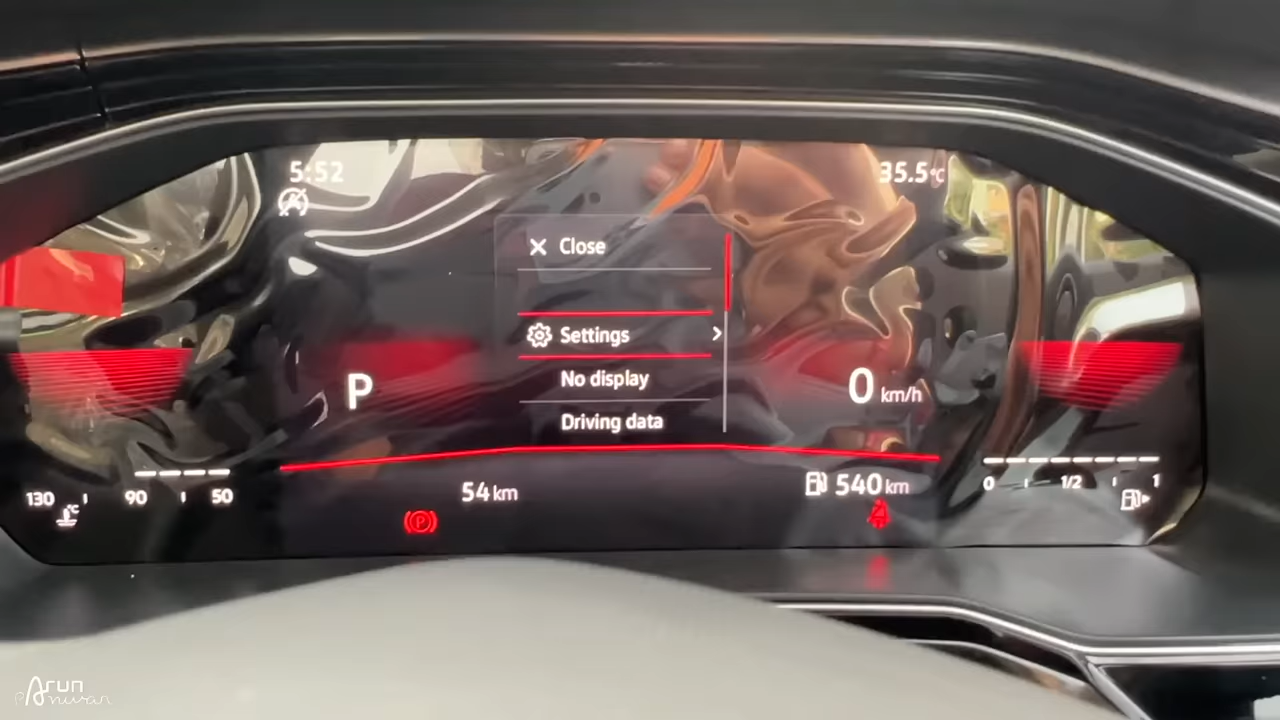 5:52
35.5°C
Close
Settings
No display
Driving data
P
0 km/h
130 90 50
°C
54 km
540 km
0 1/2 1
P
Arun